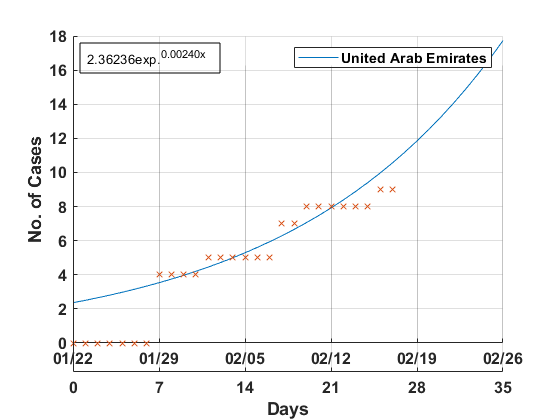 2.36236exp.0.00240x
United Arab Emirates
18
16
14
12
10
8
6
4
2
0
No. of Cases
01/22 01/29 02/05 02/12 02/19 02/26
0 7 14 21 28 35
Days